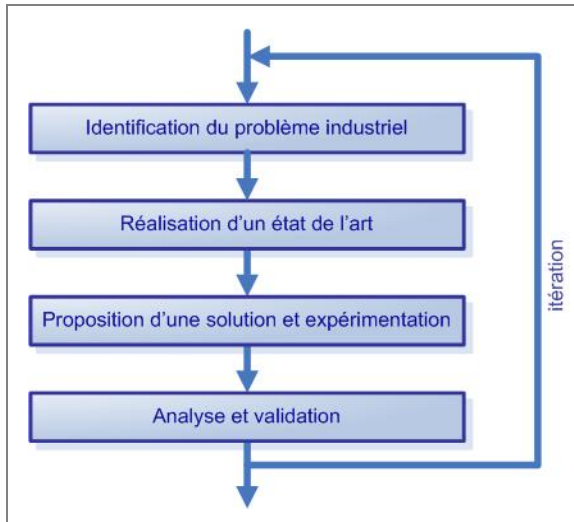 Identification du problème industriel
Réalisation d'un état de l'art
Proposition d'une solution et expérimentation
Analyse et validation
itération